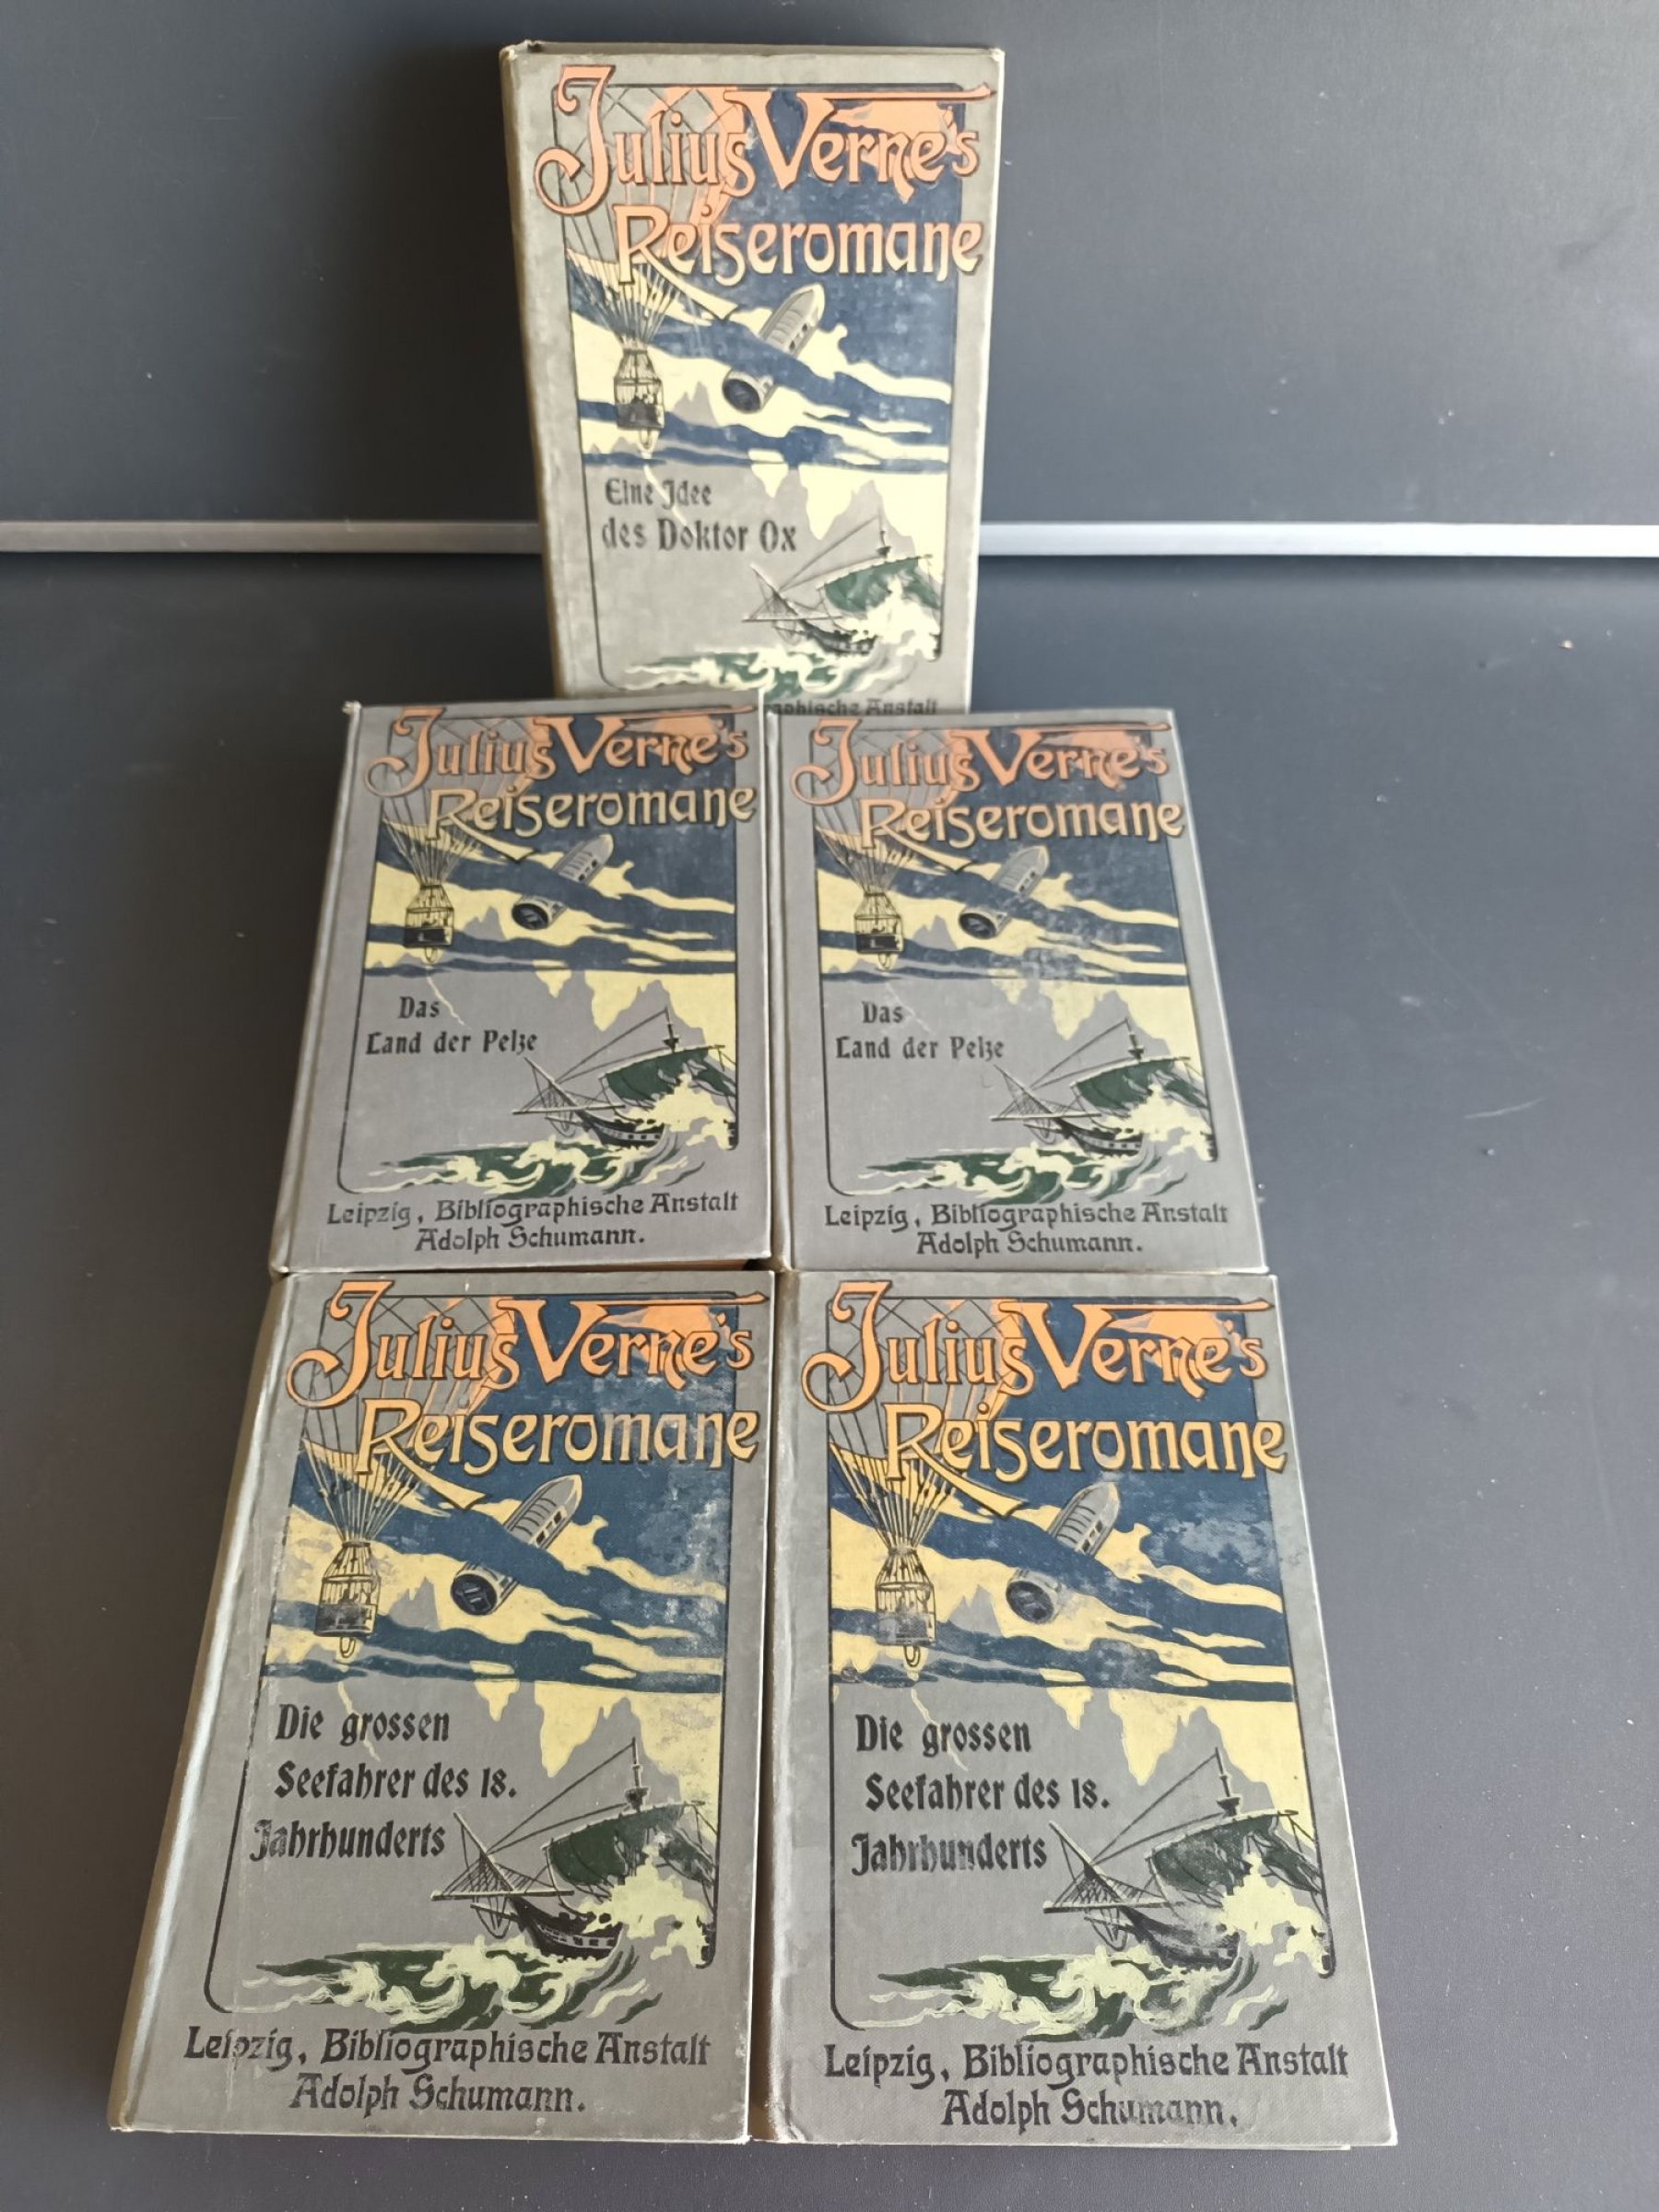 Julius Verne's
Reiseromane
Eine Idee
des Doktor Ox
Anstalt
Julius Verne's
Reiseromane
Das
Land der Pelze
Leipzig, Bibliographische Anstalt
Adolph Schumann.
Julius Verne's
Reiseromane
Das
Land der Pelze
Leipzig, Bibliographische Anstalt
Adolph Schumann.
Julius Verne's
Reiseromane
Die grossen
Seefahrer des 18.
Jahrhunderts
Leipzig, Bibliographische Anstalt
Adolph Schumann.
Julius Verne's
Reiseromane
Die grossen
Seefahrer des 18.
Jahrhunderts
Leipzig, Bibliographische Anstalt
Adolph Schumann.